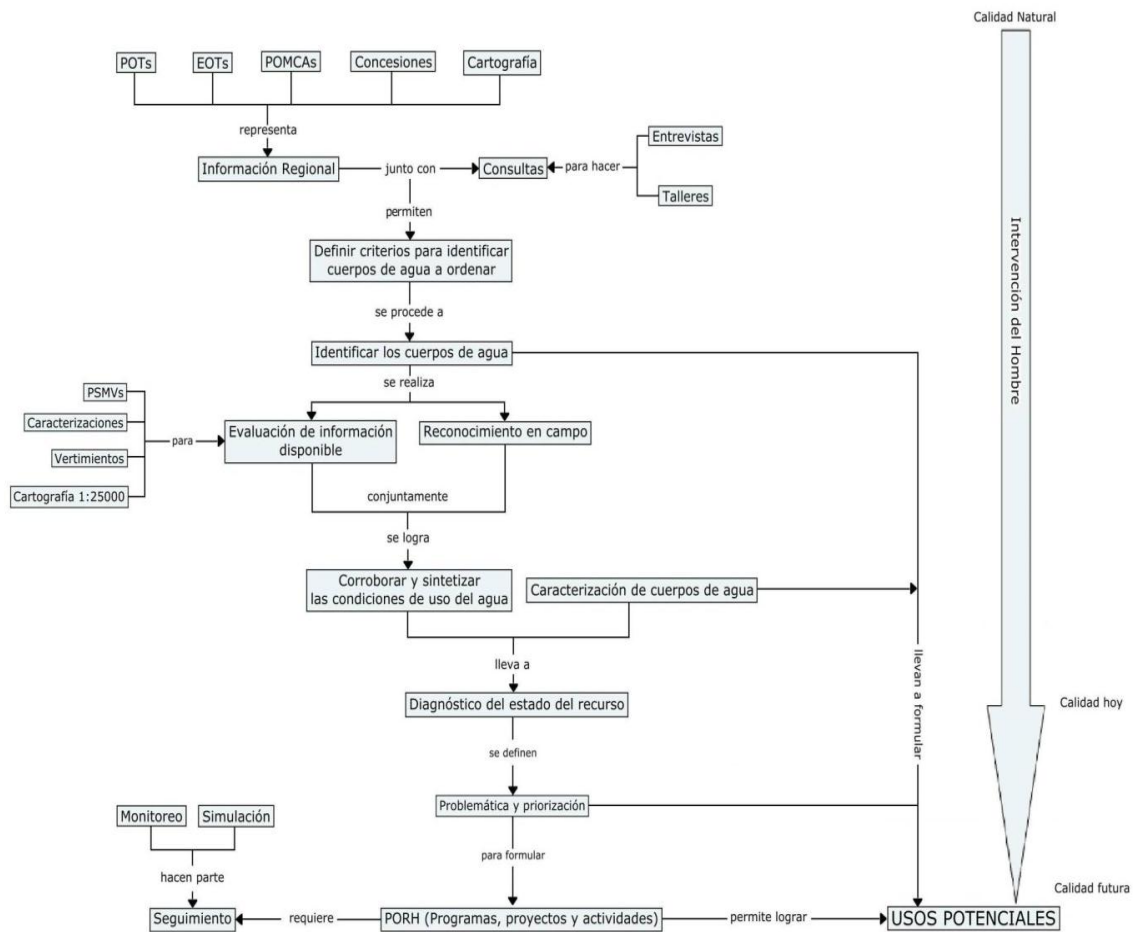 Calidad Natural
POTs
EOTs
POMCAs
Concesiones
Cartografía
representa
Entrevistas
Información Regional
junto con
Consultas
para hacer
Talleres
permiten
Definir criterios para identificar
cuerpos de agua a ordenar
se procede a
Identificar los cuerpos de agua
se realiza
PSMVs
Caracterizaciones
Vertimientos
Cartografía 1:25000
para
Evaluación de información
disponible
Reconocimiento en campo
conjuntamente
se logra
Corroborar y sintetizar
las condiciones de uso del agua
Caracterización de cuerpos de agua
lleva a
Diagnóstico del estado del recurso
se definen
Problemática y priorización
para formular
Monitoreo
Simulación
hacen parte
Seguimiento
requiere
PORH (Programas, proyectos y actividades)
permite lograr
USOS POTENCIALES
llevan a formular
Intervención del Hombre
Calidad hoy
Calidad futura